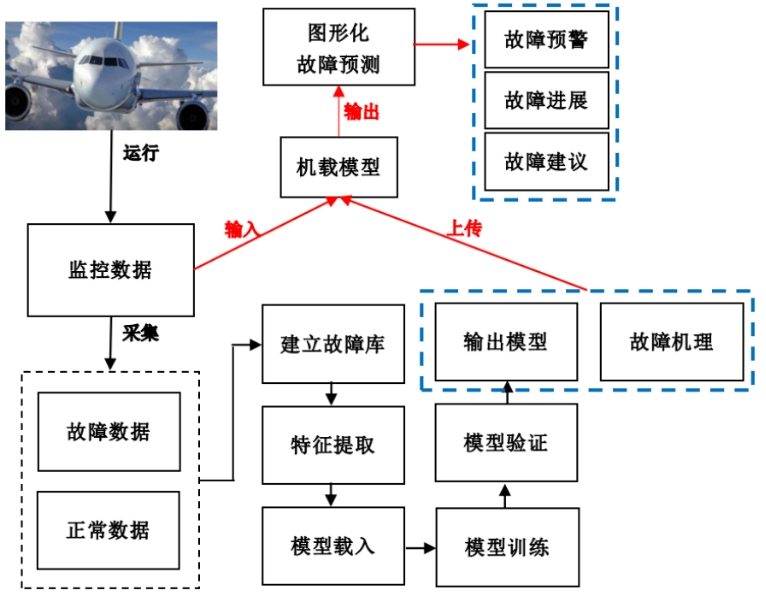 图形化
故障预测
故障预警
故障进展
故障建议
输出
运行
机载模型
输入
上传
监控数据
采集
建立故障库
输出模型
故障机理
故障数据
特征提取
模型验证
正常数据
模型载入
模型训练